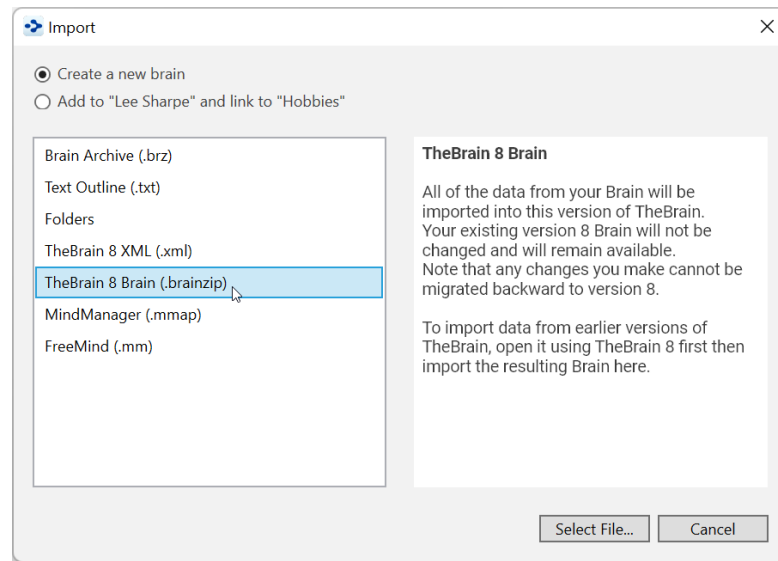 Import
Create a new brain
Add to "Lee Sharpe" and link to "Hobbies"
Brain Archive (.brz)
Text Outline (.txt)
Folders
TheBrain 8 XML (.xml)
TheBrain 8 Brain (.brainzip)
MindManager (.mmap)
FreeMind (.mm)
TheBrain 8 Brain
All of the data from your Brain will be
imported into this version of TheBrain.
Your existing version 8 Brain will not be
changed and will remain available.
Note that any changes you make cannot be
migrated backward to version 8.
To import data from earlier versions of
TheBrain, open it using TheBrain 8 first then
import the resulting Brain here.
Select File...
Cancel